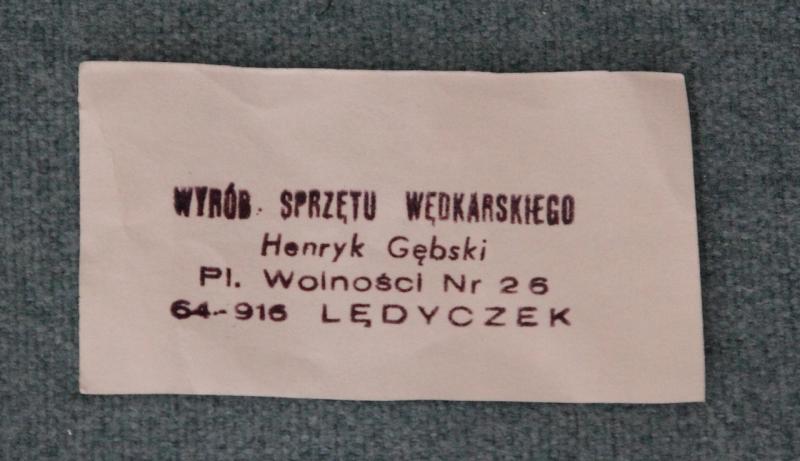 WYRÓB SPRZĘTU WĘDKARSKIEGO
Henryk Gębski
Pl. Wolności Nr 26
64-916 LĘDYCZEK